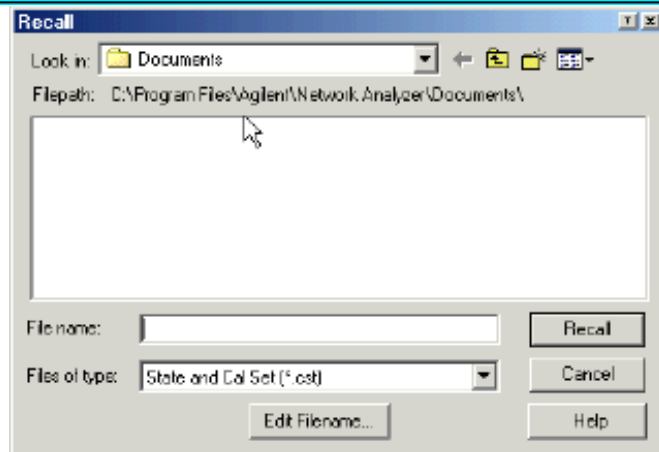 Recall
Look in: Documents
Filepath: C:\Program Files\Agilent\Network Analyzer\Documents\
File name:
Recall
Files of type: State and Cal Set (*.cst)
Cancel
Edit Filename...
Help